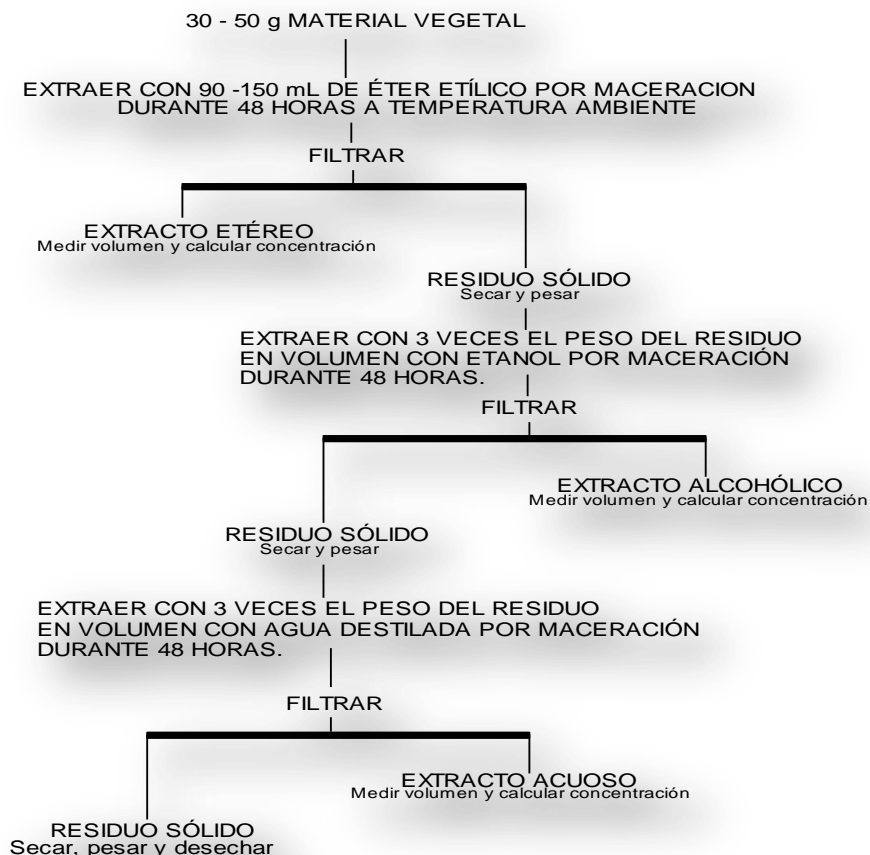 30 - 50 g MATERIAL VEGETAL
EXTRAER CON 90 -150 mL DE ÉTER ETÍLICO POR MACERACION
DURANTE 48 HORAS A TEMPERATURA AMBIENTE
FILTRAR
EXTRACTO ETÉREO
Medir volumen y calcular concentración
RESIDUO SÓLIDO
Secar y pesar
EXTRAER CON 3 VECES EL PESO DEL RESIDUO
EN VOLUMEN CON ETANOL POR MACERACIÓN
DURANTE 48 HORAS.
FILTRAR
EXTRACTO ALCOHÓLICO
Medir volumen y calcular concentración
RESIDUO SÓLIDO
Secar y pesar
EXTRAER CON 3 VECES EL PESO DEL RESIDUO
EN VOLUMEN CON AGUA DESTILADA POR MACERACIÓN
DURANTE 48 HORAS.
FILTRAR
EXTRACTO ACUOSO
Medir volumen y calcular concentración
RESIDUO SÓLIDO
Secar, pesar y desechar